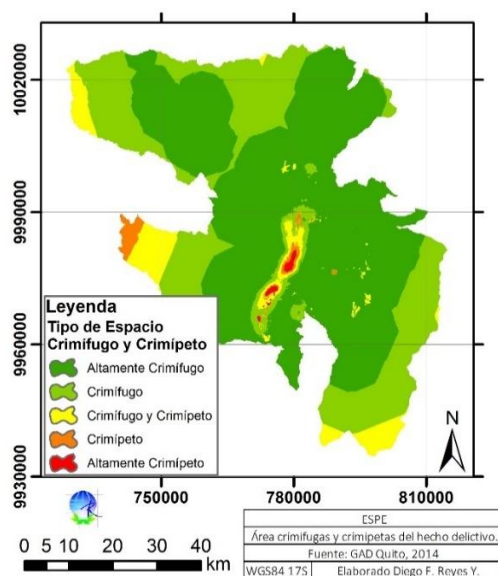 10020000
9990000
9960000
9930000
Leyenda
Tipo de Espacio
Crimífugo y Crimípeto
Altamente Crimífugo
Crimífugo
Crimífugo y Crimípeto
Crimípeto
Altamente Crimípeto
N
750000 780000 810000
0 5 10 20 30 40
km
ESPE
Área crimífugas y crimipetas del hecho delictivo.
Fuente: GAD Quito, 2014
WGS84 17S Elaborado Diego F. Reyes Y.